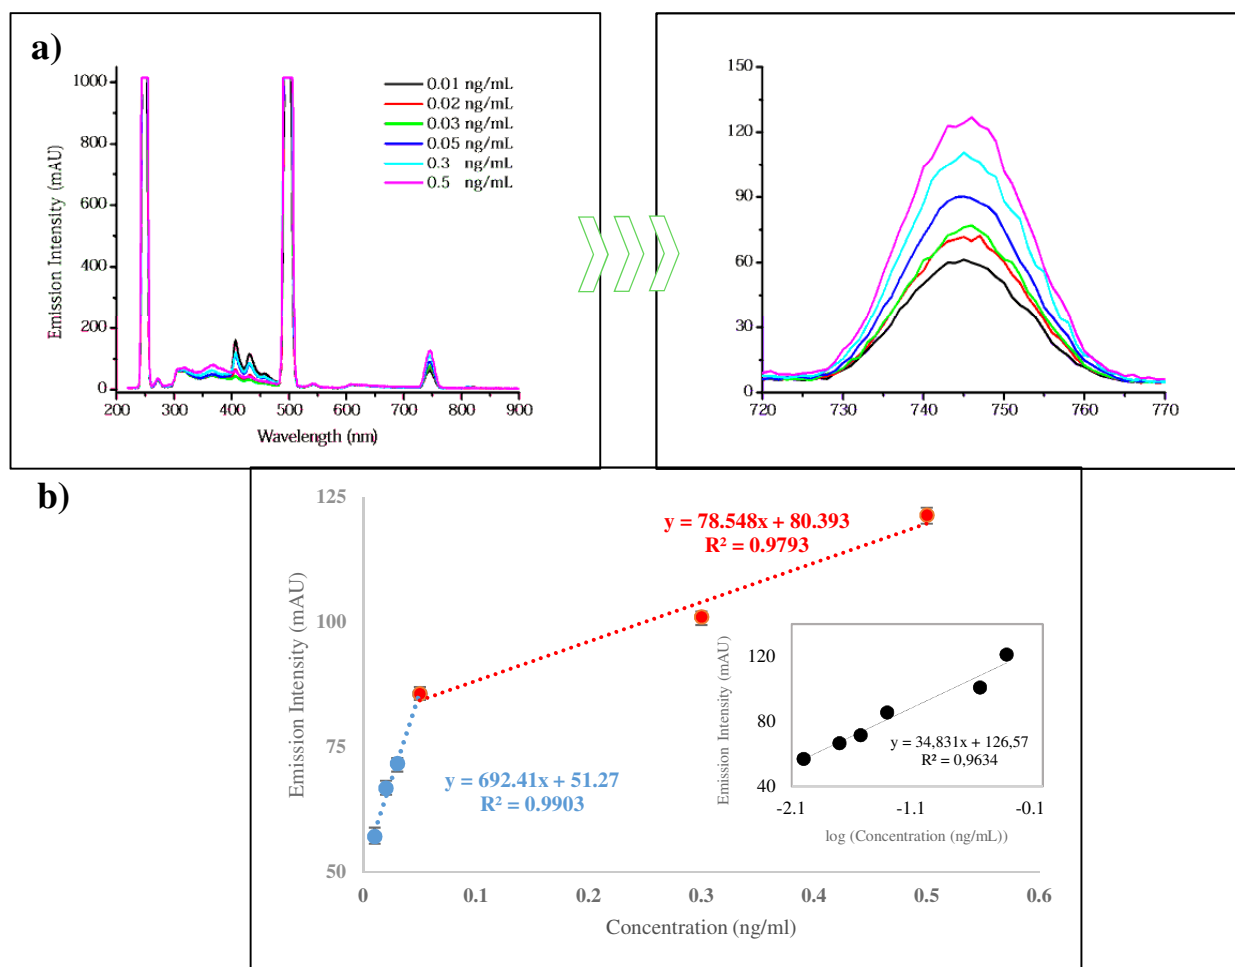 a)
1000
800
600
400
200
0
200 300 400 500 600 700 800 900
Emission Intensity (mAU)
Wavelength (nm)
0.01 ng/mL
0.02 ng/mL
0.03 ng/mL
0.05 ng/mL
0.3 ng/mL
0.5 ng/mL
150
120
90
60
30
0
720 730 740 750 760 770
b)
125
100
75
50
0 0.1 0.2 0.3 0.4 0.5 0.6
Emission Intensity (mAU)
Concentration (ng/ml)
y = 78.548x + 80.393
R² = 0.9793
y = 692.41x + 51.27
R² = 0.9903
120
80
40
-2.1 -1.1 -0.1
Emission Intensity (mAU)
log (Concentration (ng/mL))
y = 34,831x + 126,57
R² = 0,9634